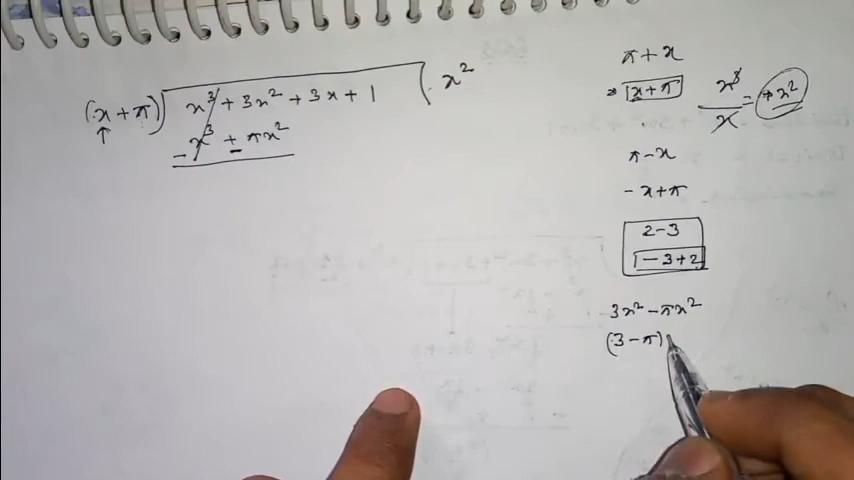 (x + π) x³ + 3x² + 3x + 1 ( x²
- x³ + πx²
π + x
⇒ x + π
x³ / x = + x²
π - x
- x + π
2 - 3
- 3 + 2
3x² - πx²
(3 - π)